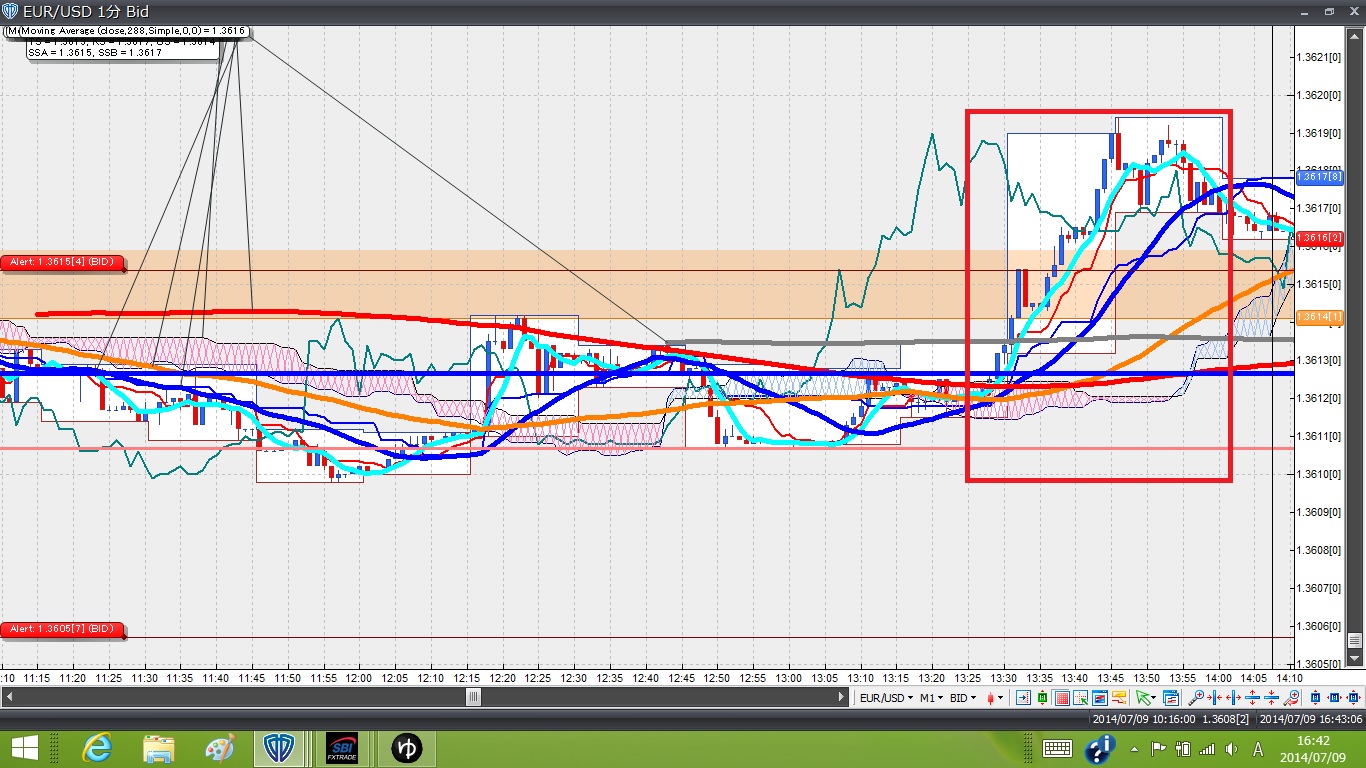 EUR/USD 1分 Bid
Moving Average (close,288,Simple,0,0) = 1.3616
SSA = 1.3615, SSB = 1.3617
1.3621[0]
1.3620[0]
1.3619[0]
1.3617[8]
1.3617[0]
1.3616[2]
Alert: 1.3615[4] (BID)
1.3615[0]
1.3614[1]
1.3613[0]
1.3612[0]
1.3611[0]
1.3610[0]
1.3609[0]
1.3608[0]
1.3607[0]
Alert: 1.3605[7] (BID)
1.3606[0]
1.3605[0]
:10 11:15 11:20 11:25 11:30 11:35 11:40 11:45 11:50 11:55 12:00 12:05 12:10 12:15 12:20 12:25 12:30 12:35 12:40 12:45 12:50 12:55 13:00 13:05 13:10 13:15 13:20 13:25 13:30 13:35 13:40 13:45 13:50 13:55 14:00 14:05 14:10
EUR/USD M1 BID
2014/07/09 10:16:00 1.3608[2] 2014/07/09 16:43:06
SBI
FXTRADE
ゆ
A
16:42
2014/07/09